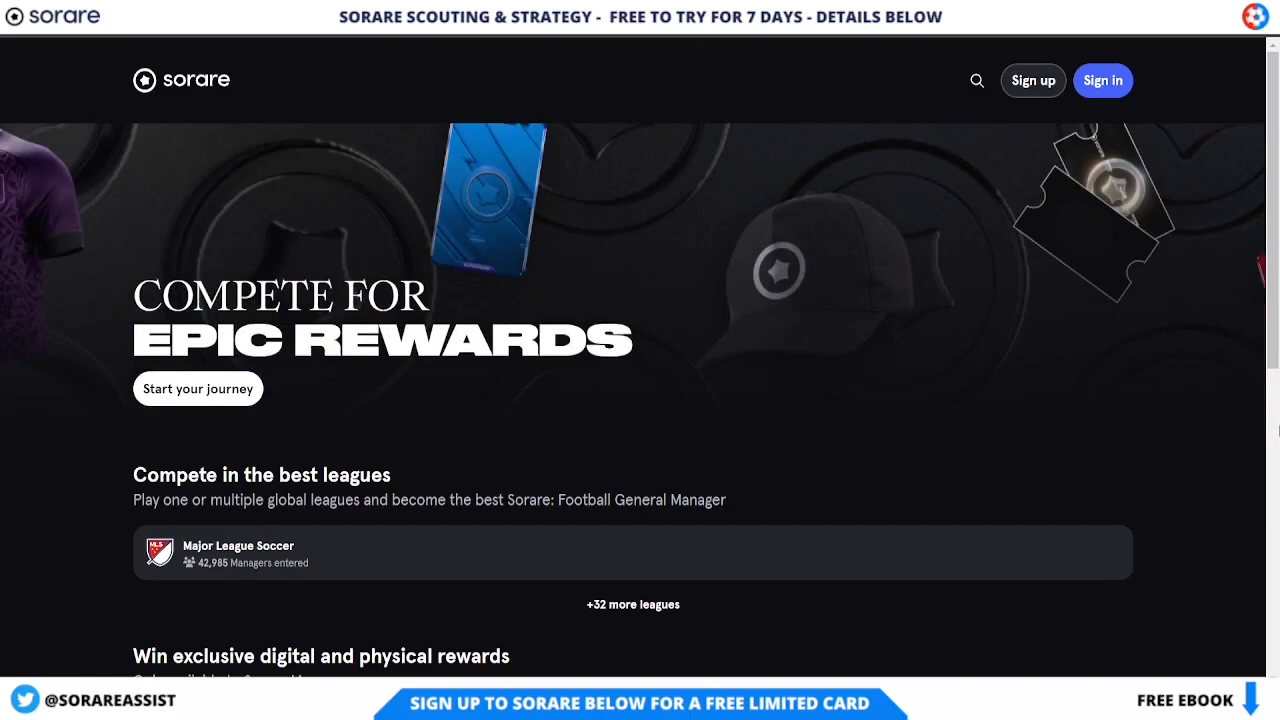 sorare
SORARE SCOUTING & STRATEGY - FREE TO TRY FOR 7 DAYS - DETAILS BELOW
sorare
Sign up
Sign in
COMPETE FOR
EPIC REWARDS
Start your journey
Compete in the best leagues
Play one or multiple global leagues and become the best Sorare: Football General Manager
MLS
Major League Soccer
42,985 Managers entered
+32 more leagues
Win exclusive digital and physical rewards
@SORAREASSIST
SIGN UP TO SORARE BELOW FOR A FREE LIMITED CARD
FREE EBOOK